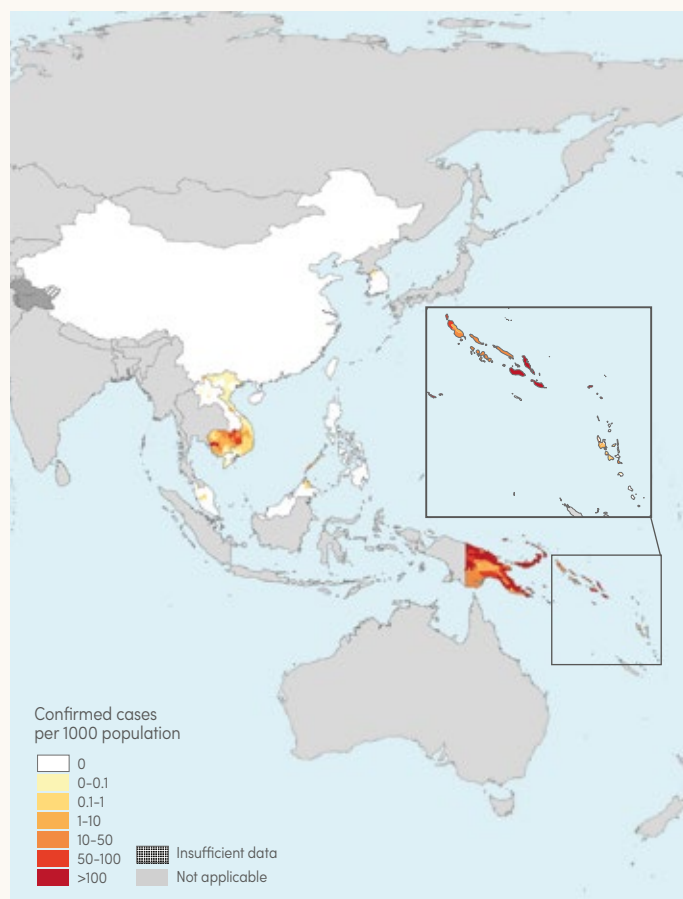 Confirmed cases
per 1000 population
0
0-0.1
0.1-1
1-10
10-50
50-100
>100
Insufficient data
Not applicable